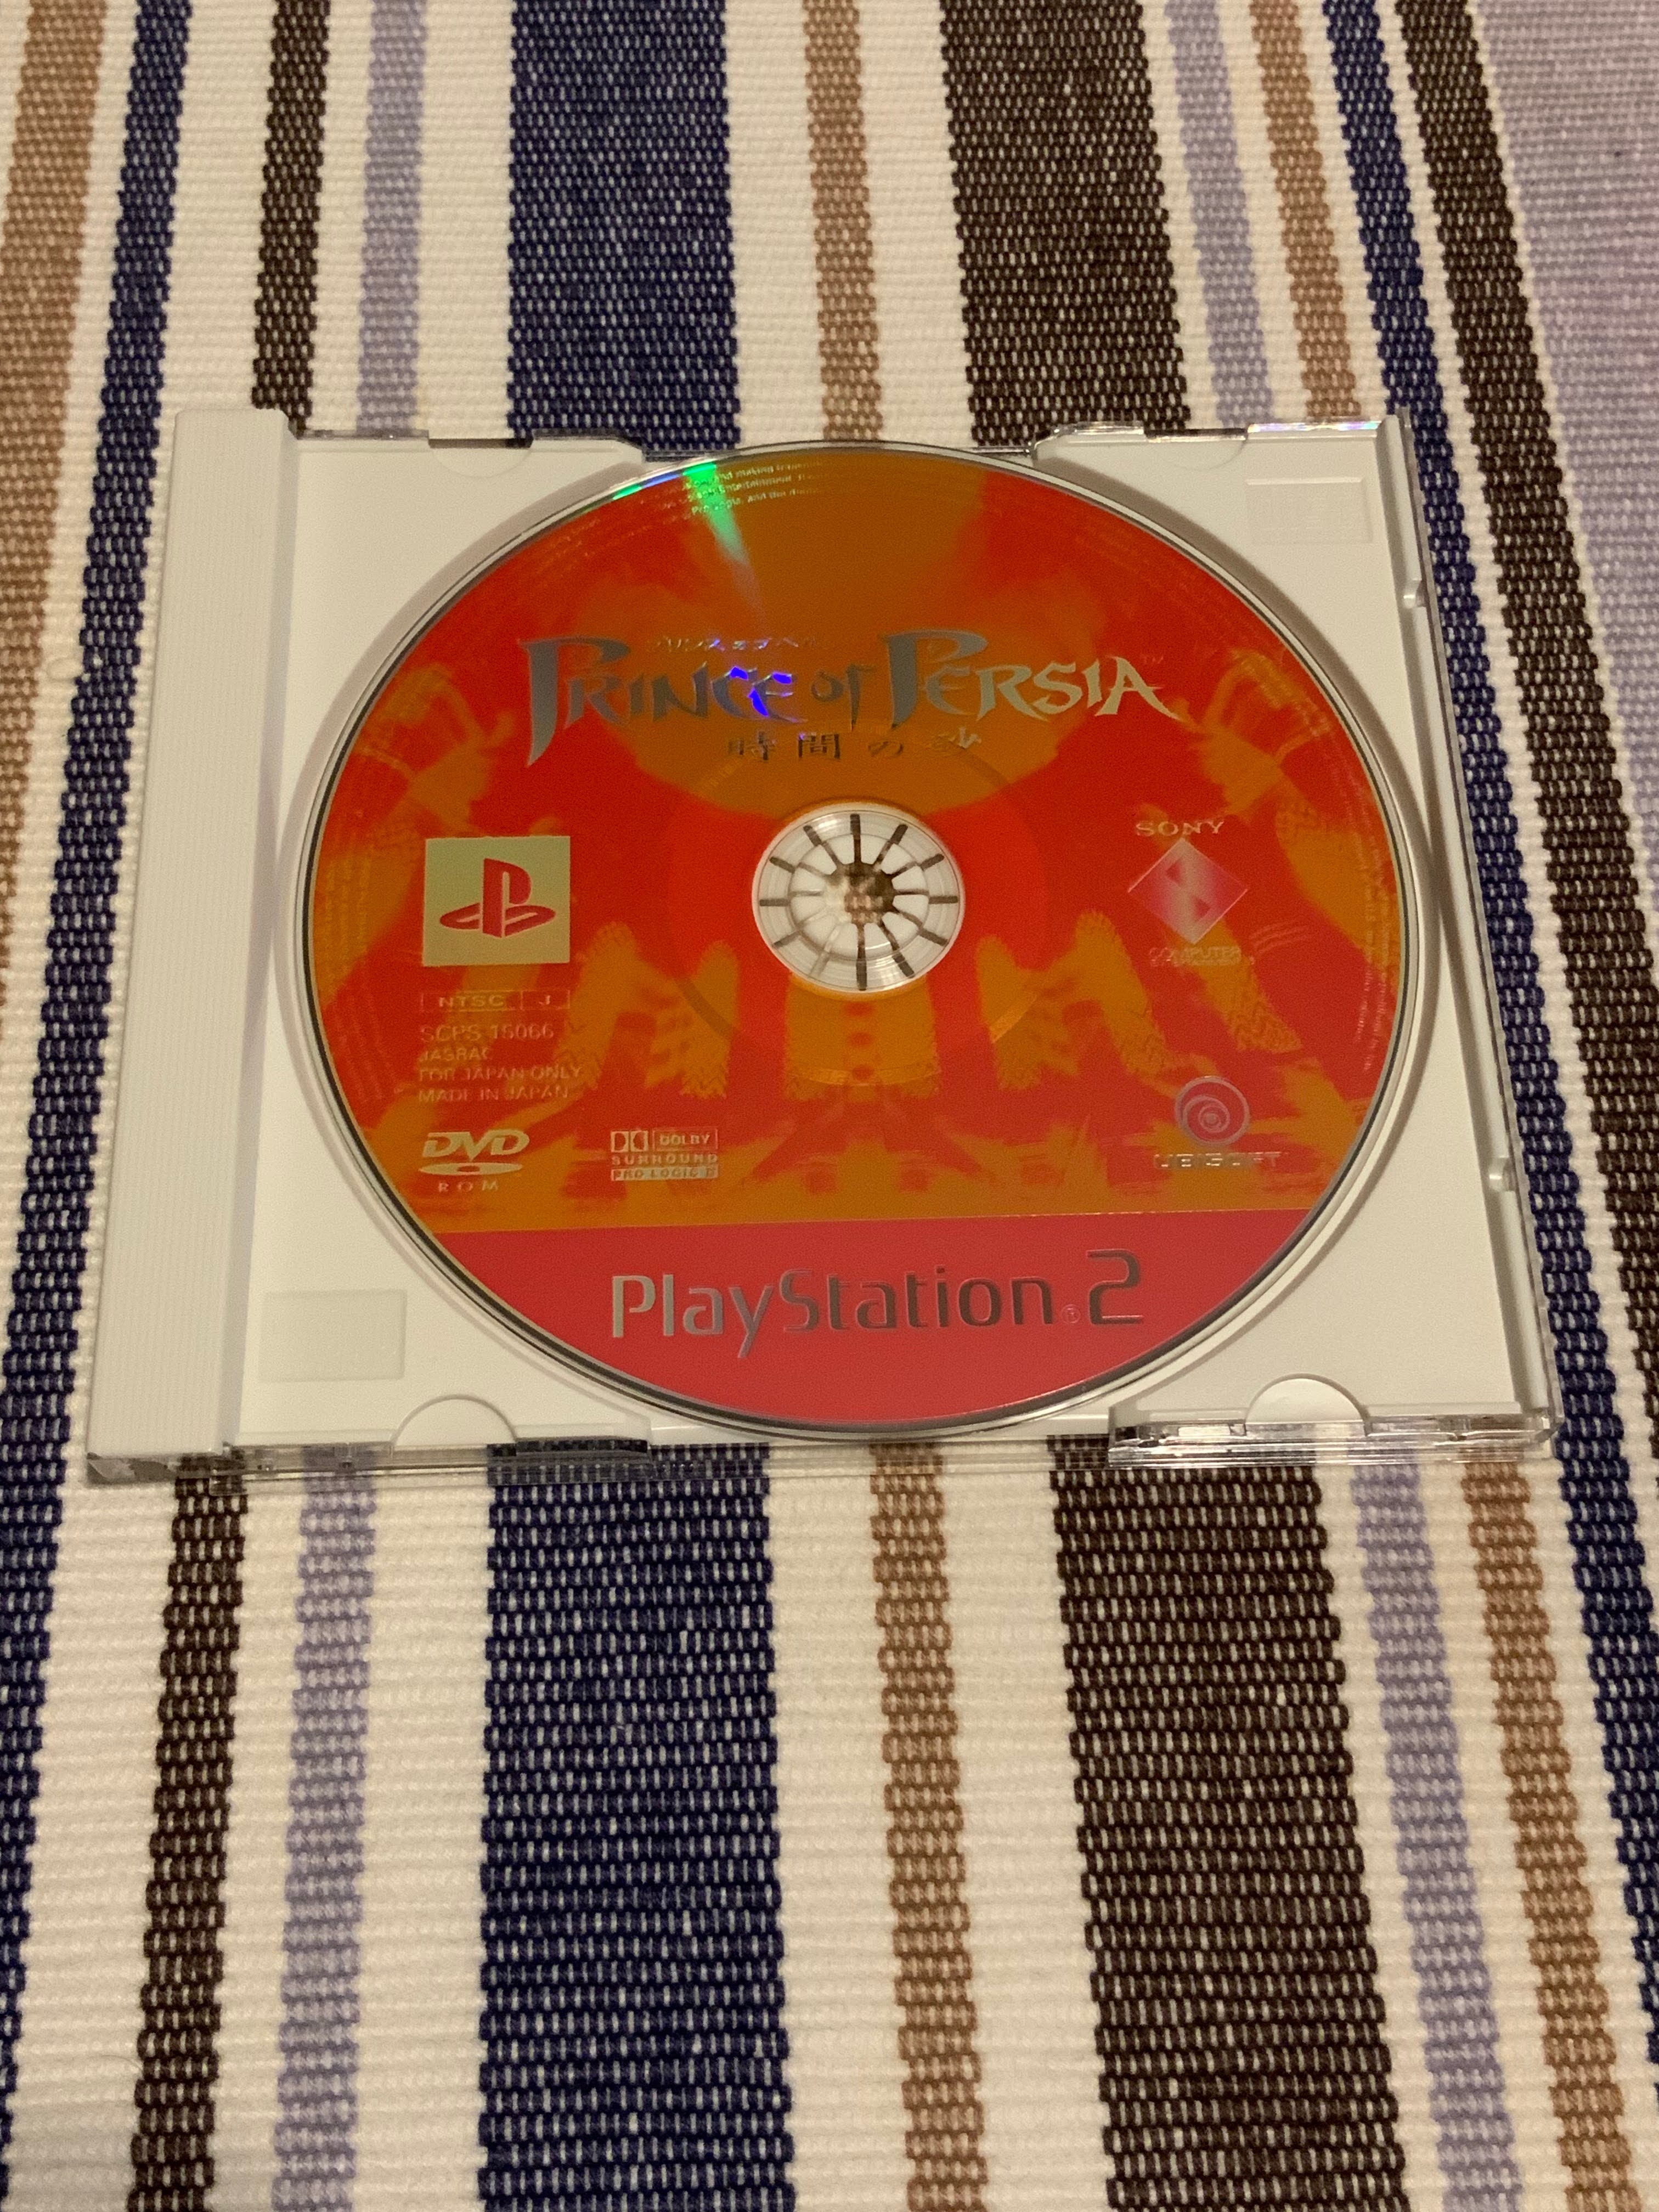 プリンス オブ ペルシャ
PRINCE OF PERSIA
時間の砂
SONY
COMPUTER
NTSC J
SCPS 15066
JASRAC
FOR JAPAN ONLY
MADE IN JAPAN
DVD
ROM
DOLBY
SURROUND
PRO LOGIC II
UBISOFT
PlayStation®2